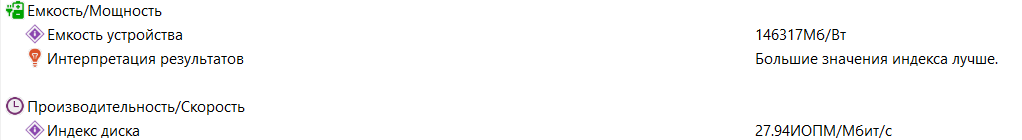 Емкость/Мощность
Емкость устройства 146317Мб/Вт
Интерпретация результатов Большие значения индекса лучше.
Производительность/Скорость
Индекс диска 27.94ИОПМ/Мбит/с